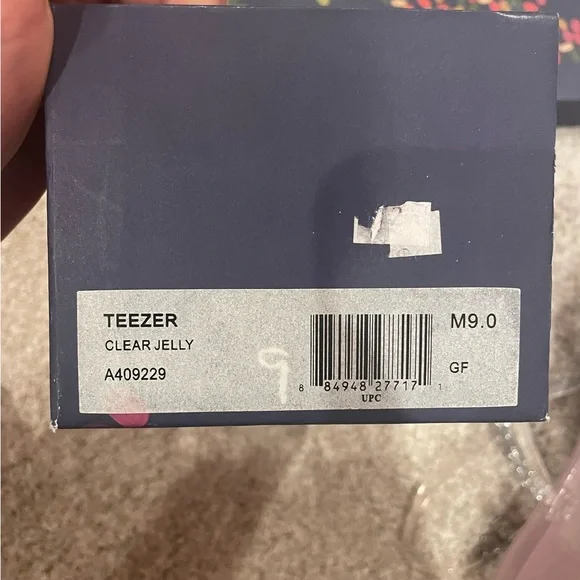 TEEZER
CLEAR JELLY
A409229
9
8 84948 27717 1
UPC
M9.0
GF